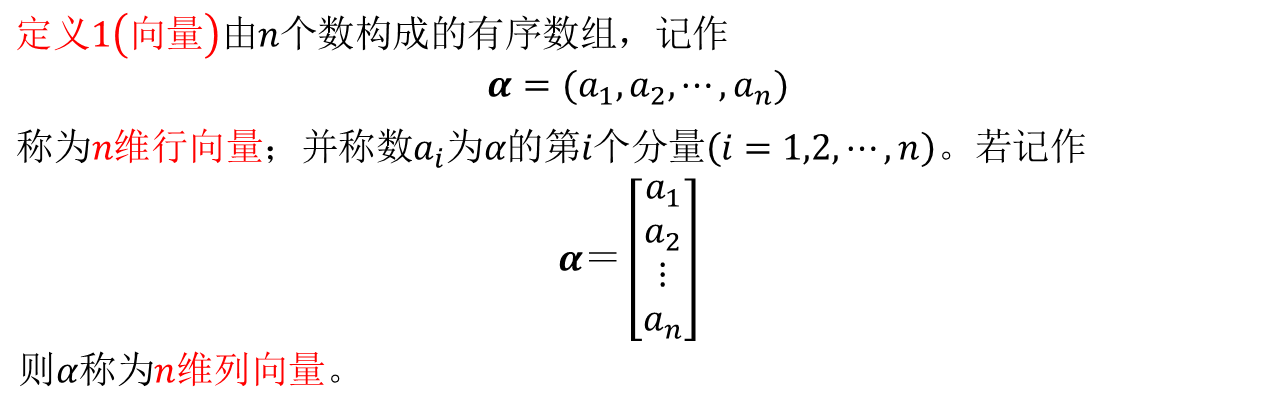 定义1(向量)由n个数构成的有序数组，记作
α = (a₁,a₂,⋯,aₙ)
称为n维行向量；并称数aᵢ为α的第i个分量(i = 1,2,⋯,n)。若记作
α=
a₁
a₂
⋮
aₙ
则α称为n维列向量。